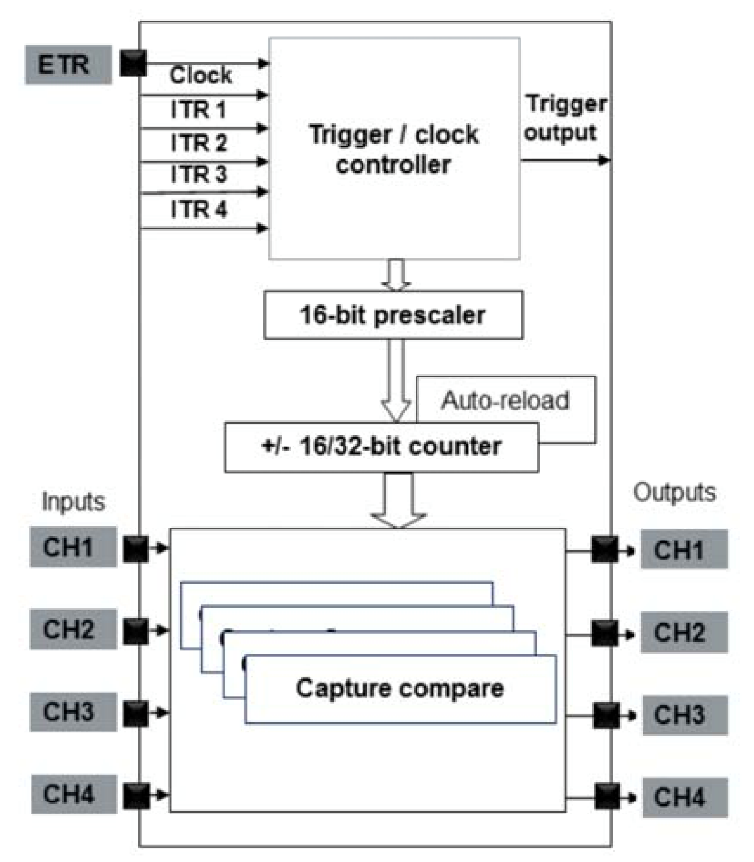 ETR
Clock
ITR 1
ITR 2
ITR 3
ITR 4
Trigger / clock
controller
Trigger
output
16-bit prescaler
Auto-reload
+/- 16/32-bit counter
Inputs
Outputs
CH1
CH1
CH2
CH2
Capture compare
CH3
CH3
CH4
CH4